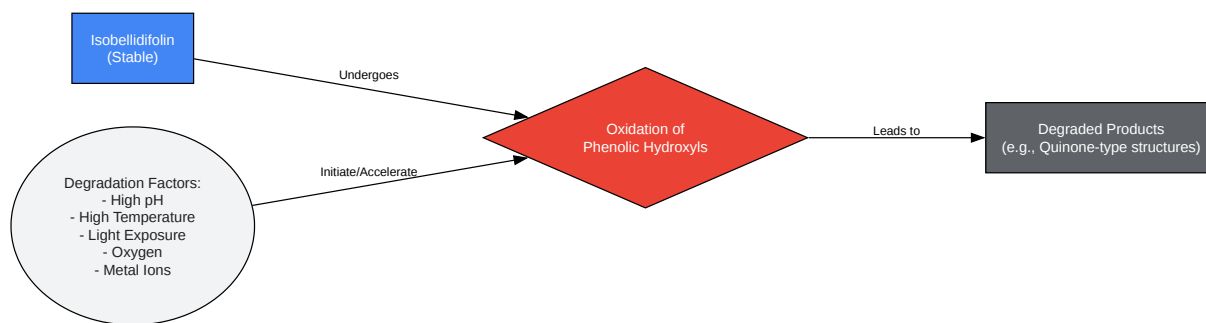 Isobellidifolin
(Stable)
Undergoes
Oxidation of
Phenolic Hydroxyls
Leads to
Degraded Products
(e.g., Quinone-type structures)
Initiate/Accelerate
Degradation Factors:
- High pH
- High Temperature
- Light Exposure
- Oxygen
- Metal Ions